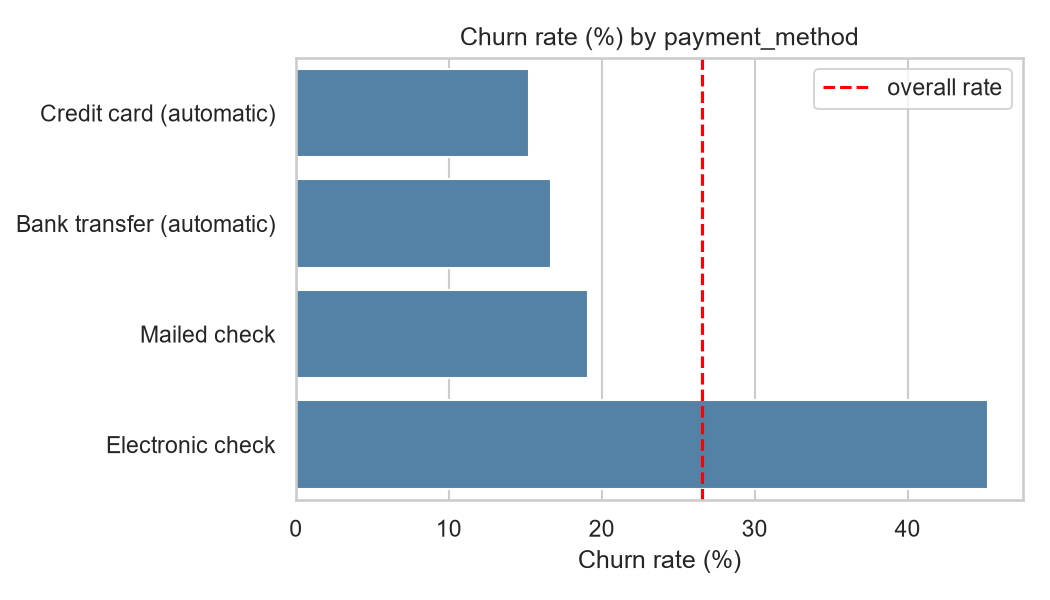 Churn rate (%) by payment_method
overall rate
Credit card (automatic)
Bank transfer (automatic)
Mailed check
Electronic check
0 10 20 30 40
Churn rate (%)